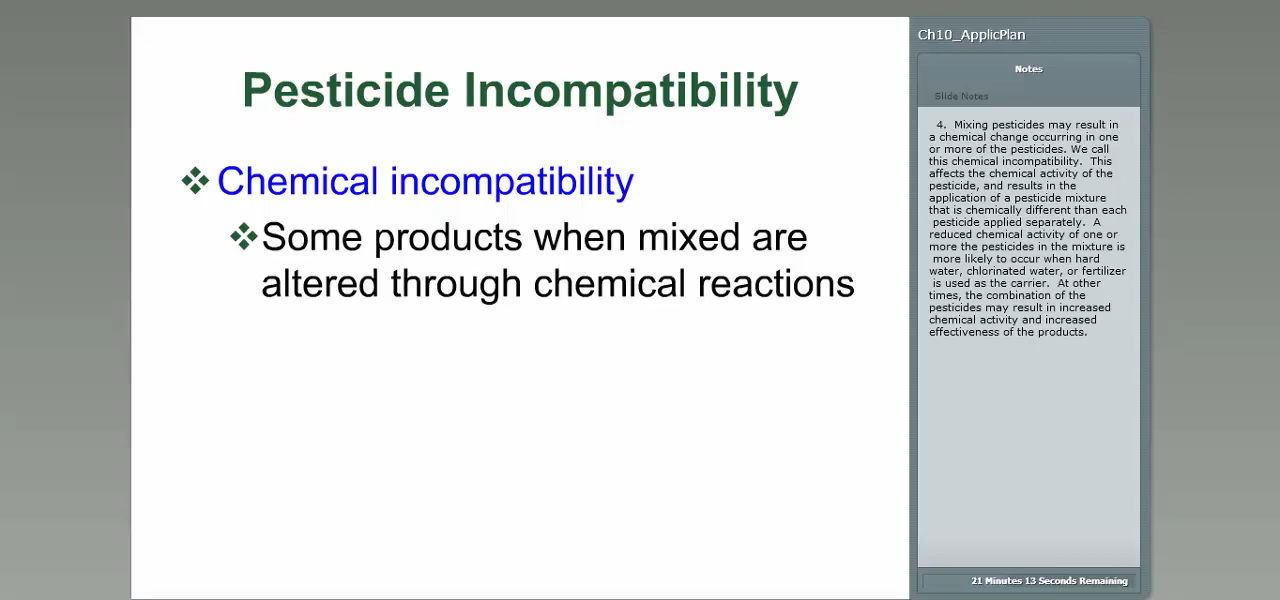 Pesticide Incompatibility
Chemical incompatibility
Some products when mixed are
altered through chemical reactions
Ch10_ApplicPlan
Notes
Slide Notes
4. Mixing pesticides may result in
a chemical change occurring in one
or more of the pesticides. We call
this chemical incompatibility. This
affects the chemical activity of the
pesticide, and results in the
application of a pesticide mixture
that is chemically different than each
pesticide applied separately. A
reduced chemical activity of one or
more the pesticides in the mixture is
more likely to occur when hard
water, chlorinated water, or fertilizer
is used as the carrier. At other
times, the combination of the
pesticides may result in increased
chemical activity and increased
effectiveness of the products.
21 Minutes 13 Seconds Remaining